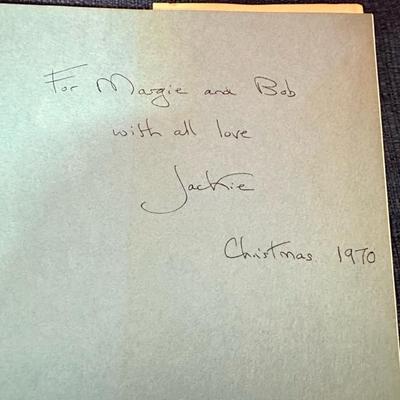 For Margie and Bob
with all love
Jackie
Christmas 1970